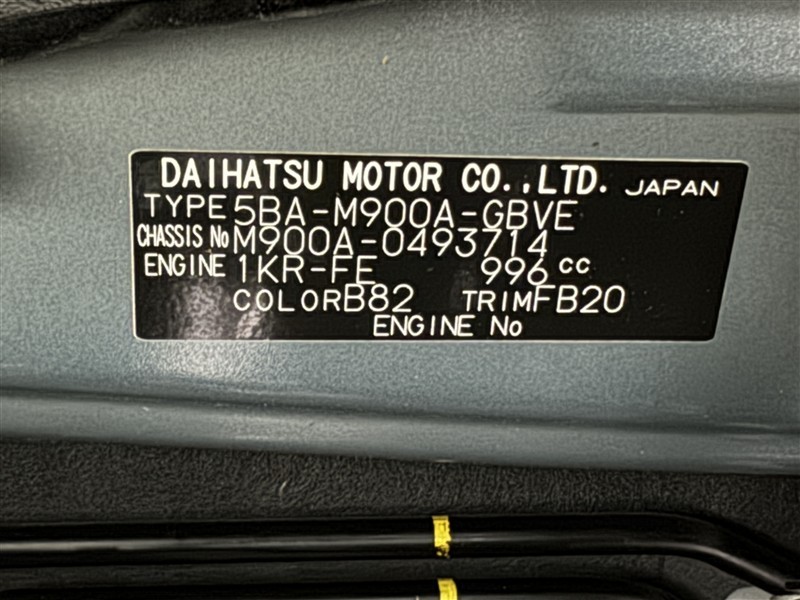 DAIHATSU MOTOR CO.,LTD. JAPAN
TYPE 5BA-M900A-GBVE
CHASSIS No M900A-0493714
ENGINE 1KR-FE 996 cc
COLOR B82 TRIM FB20
ENGINE No